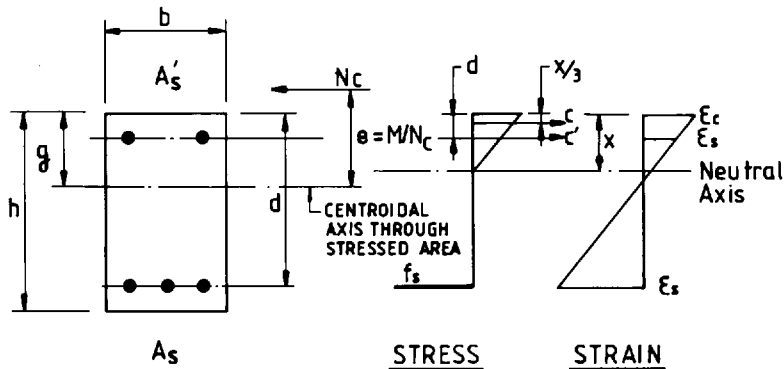 b
A's
Nc
d
x/3
g
e = M/Nc
c
c'
x
εc
εs
h
d
Neutral
Axis
CENTROIDAL
AXIS THROUGH
STRESSED AREA
fs
εs
As
STRESS
STRAIN